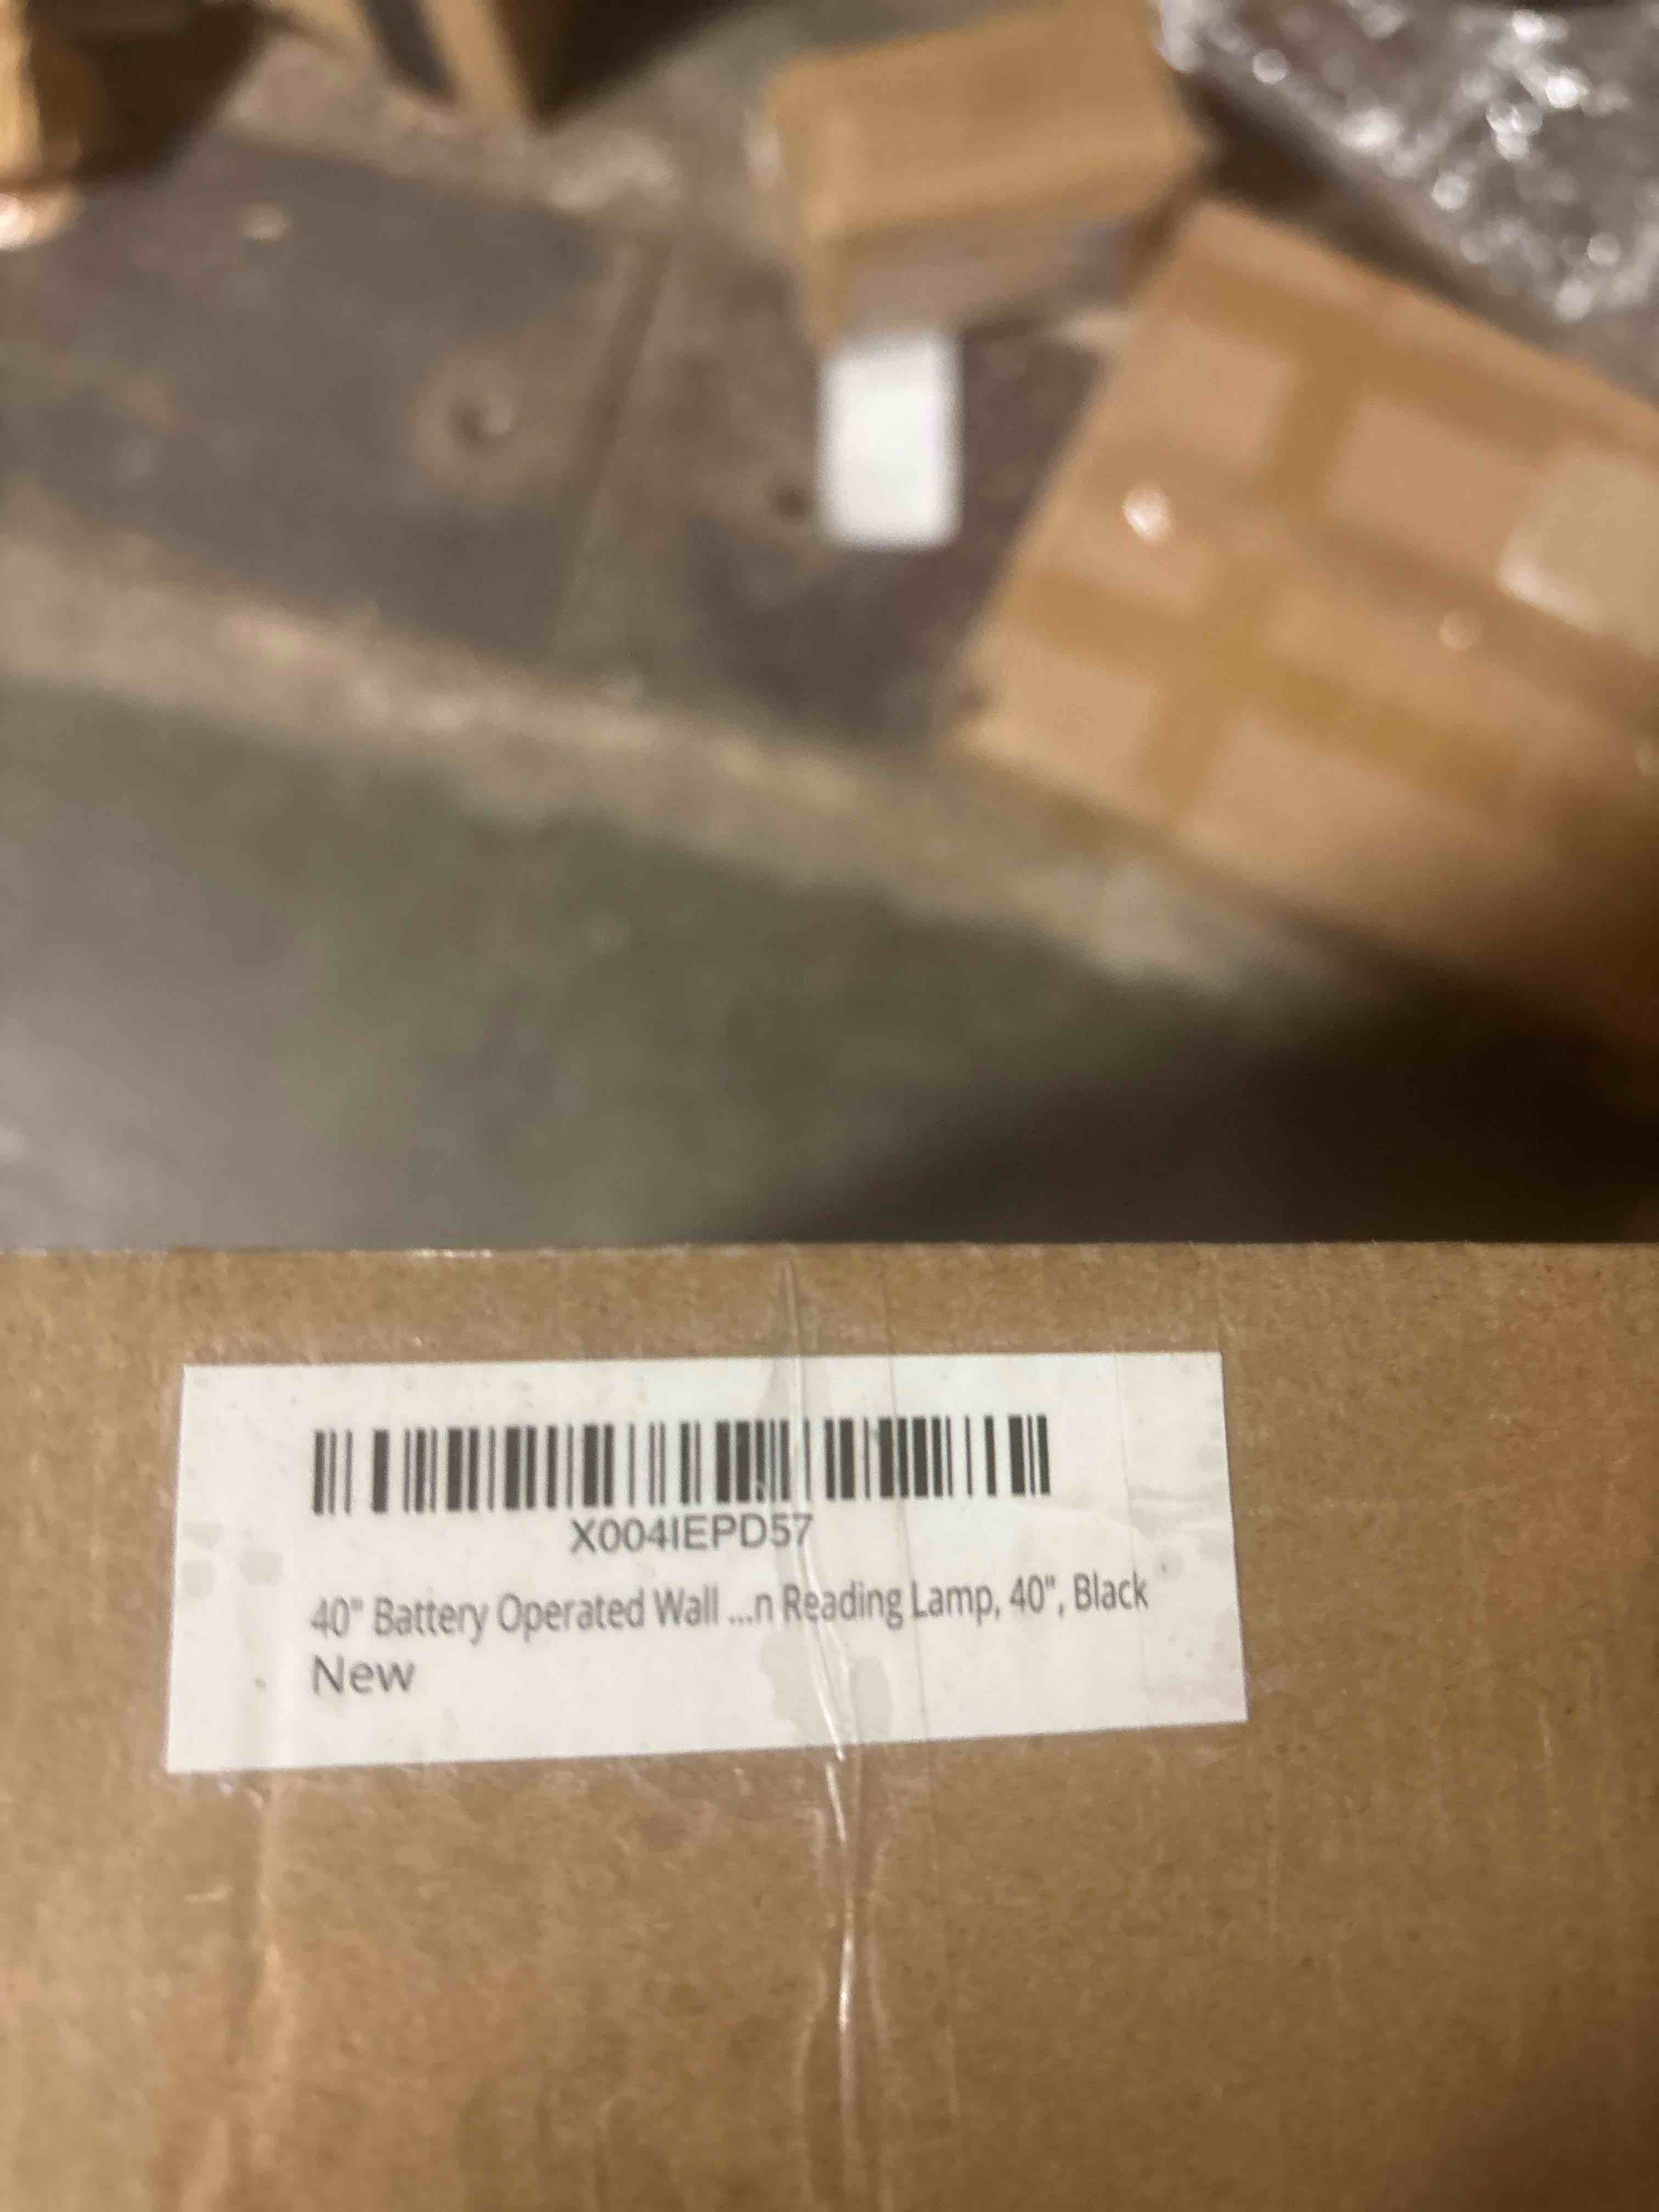 X004IEPD57
40" Battery Operated Wall ...n Reading Lamp, 40", Black
New